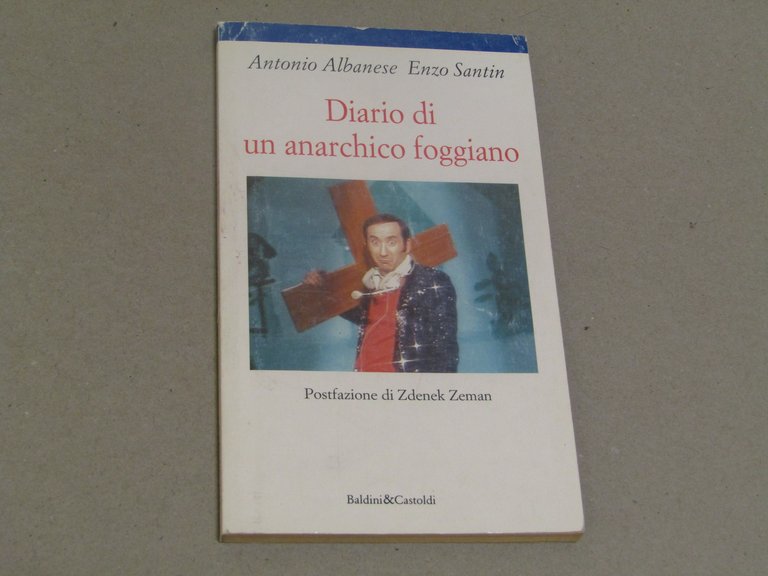 Antonio Albanese Enzo Santin
Diario di
un anarchico foggiano
Postfazione di Zdenek Zeman
Baldini&Castoldi